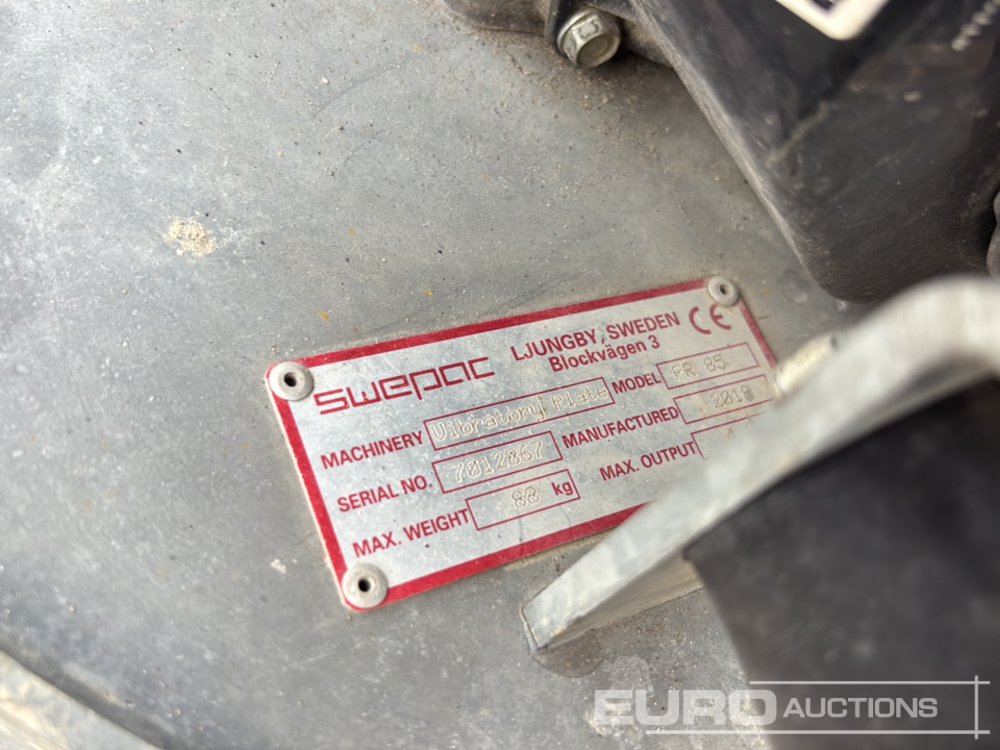 swepac LJUNGBY, SWEDEN CE
Blockvägen 3
MACHINERY Vibratory Plate MODEL FR 85
SERIAL NO. 7012867 MANUFACTURED 2018
MAX. WEIGHT 88 kg MAX. OUTPUT
EURO AUCTIONS